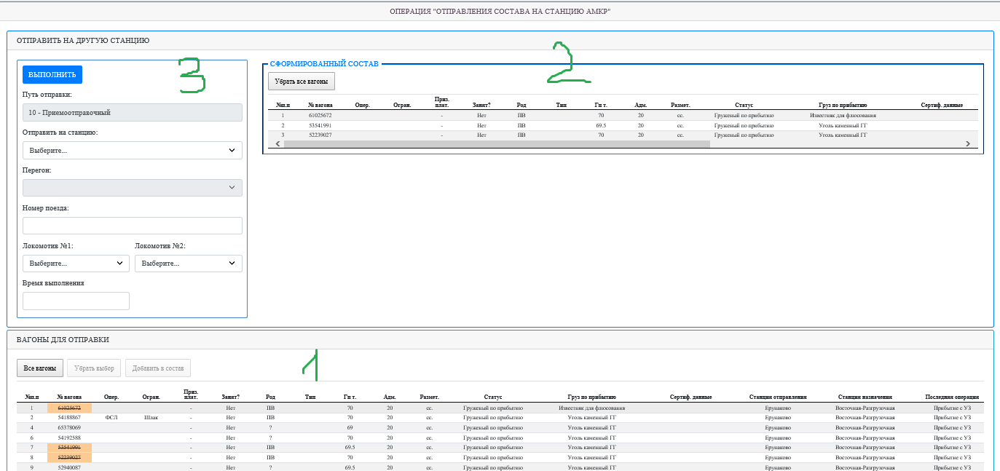 ОПЕРАЦИЯ "ОТПРАВЛЕНИЯ СОСТАВА НА СТАНЦИЮ АМКР"
ОТПРАВИТЬ НА ДРУГУЮ СТАНЦИЮ
3
ВЫПОЛНИТЬ
Путь отправки:
10 - Приемоотправочный
Отправить на станцию:
Выберите...
Перегон:
Номер поезда:
Локомотив №1: Локомотив №2:
Выберите... Выберите...
Время выполнения
2
СФОРМИРОВАННЫЙ СОСТАВ
Убрать все вагоны
№п.п № вагона Опер. Огран. Приз. плат. Занят? Род Тип Гп т. Адм. Размет. Статус Груз по прибытию Сертиф. данные
1 61025672 - Нет ПВ 70 20 сс. Груженый по прибытию Известняк для флюсования
2 53541991 - Нет ПВ 69.5 20 сс. Груженый по прибытию Уголь каменный ГГ
3 52239027 - Нет ПВ 70 20 сс. Груженый по прибытию Уголь каменный ГГ
ВАГОНЫ ДЛЯ ОТПРАВКИ
1
Все вагоны Убрать выбор Добавить в состав
№п.п № вагона Опер. Огран. Приз. плат. Занят? Род Тип Гп т. Адм. Размет. Статус Груз по прибытию Сертиф. данные Станция отправления Станция назначения Последняя операция
1 61025672 - Нет ПВ 70 20 сс. Груженый по прибытию Известняк для флюсования Ерунаково Восточная-Разгрузочная Прибытие с УЗ
2 54188867 ФСЛ Шлак - Нет ПВ 70 20 сс. Груженый по прибытию Уголь каменный ГГ Ерунаково Восточная-Разгрузочная Прибытие с УЗ
4 65378069 - Нет ? 69 20 сс. Груженый по прибытию Уголь каменный ГГ Ерунаково Восточная-Разгрузочная Прибытие с УЗ
6 54192588 - Нет ? 70 20 сс. Груженый по прибытию Уголь каменный ГГ Ерунаково Восточная-Разгрузочная Прибытие с УЗ
7 53541991 - Нет ПВ 69.5 20 сс. Груженый по прибытию Уголь каменный ГГ Ерунаково Восточная-Разгрузочная Прибытие с УЗ
8 52239027 - Нет ПВ 70 20 сс. Груженый по прибытию Уголь каменный ГГ Ерунаково Восточная-Разгрузочная Прибытие с УЗ
9 52940087 - Нет ? 69.5 20 сс. Груженый по прибытию Уголь каменный ГГ Ерунаково Восточная-Разгрузочная Прибытие с УЗ